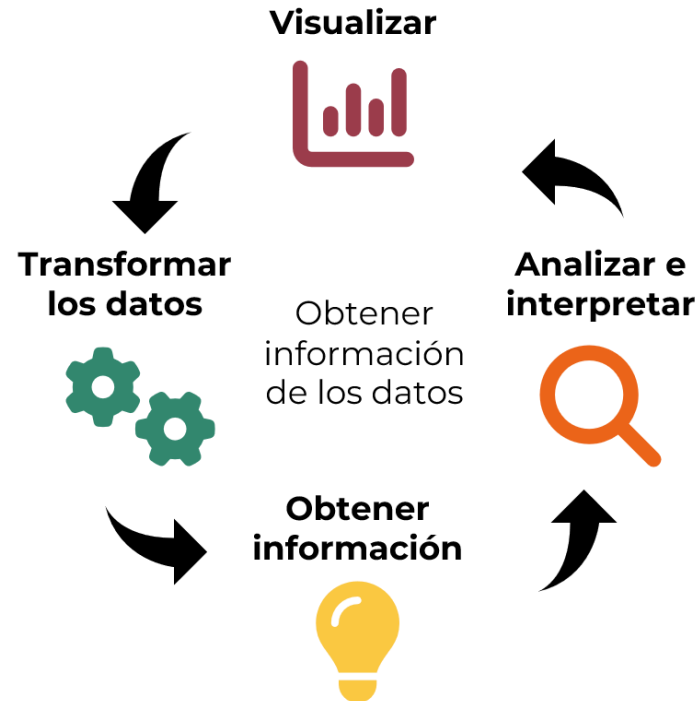 Visualizar
Transformar
los datos
Analizar e
interpretar
Obtener
información
de los datos
Obtener
información